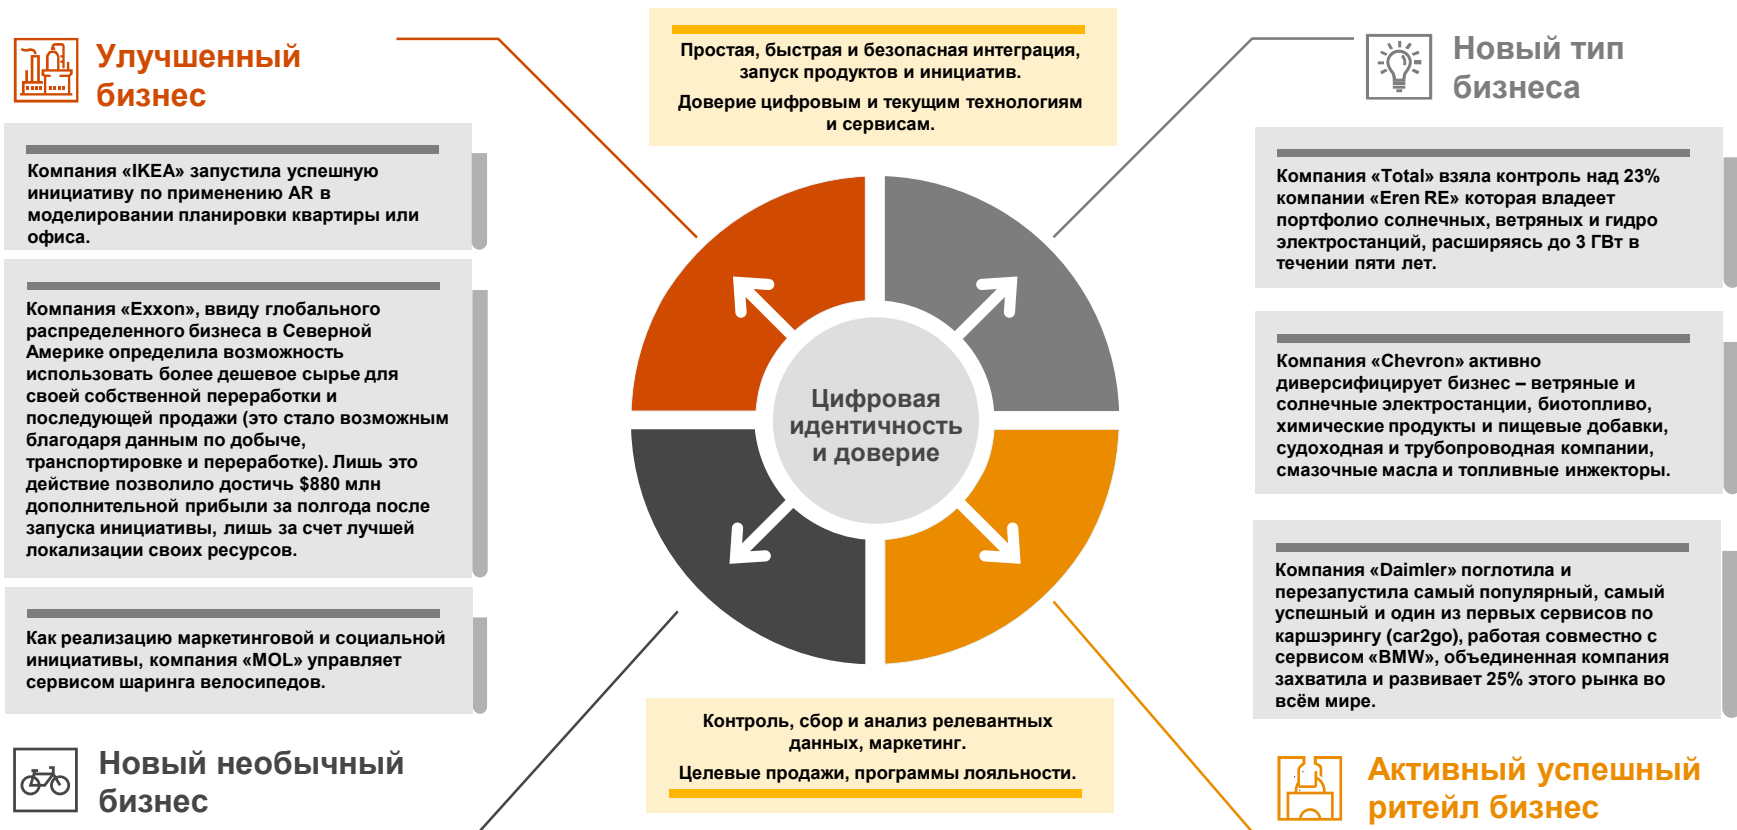 Улучшенный
бизнес
Компания «IKEA» запустила успешную
инициативу по применению AR в
моделировании планировки квартиры или
офиса.
Компания «Exxon», ввиду глобального
распределенного бизнеса в Северной
Америке определила возможность
использовать более дешевое сырье для
своей собственной переработки и
последующей продажи (это стало возможным
благодаря данным по добыче,
транспортировке и переработке). Лишь это
действие позволило достичь $880 млн
дополнительной прибыли за полгода после
запуска инициативы, лишь за счет лучшей
локализации своих ресурсов.
Как реализацию маркетинговой и социальной
инициативы, компания «MOL» управляет
сервисом шаринга велосипедов.
Новый необычный
бизнес
Простая, быстрая и безопасная интеграция,
запуск продуктов и инициатив.
Доверие цифровым и текущим технологиям
и сервисам.
Цифровая
идентичность
и доверие
Контроль, сбор и анализ релевантных
данных, маркетинг.
Целевые продажи, программы лояльности.
Новый тип
бизнеса
Компания «Total» взяла контроль над 23%
компании «Eren RE» которая владеет
портфолио солнечных, ветряных и гидро
электростанций, расширяясь до 3 ГВт в
течении пяти лет.
Компания «Chevron» активно
диверсифицирует бизнес – ветряные и
солнечные электростанции, биотопливо,
химические продукты и пищевые добавки,
судоходная и трубопроводная компании,
смазочные масла и топливные инжекторы.
Компания «Daimler» поглотила и
перезапустила самый популярный, самый
успешный и один из первых сервисов по
каршэрингу (car2go), работая совместно с
сервисом «BMW», объединенная компания
захватила и развивает 25% этого рынка во
всём мире.
Активный успешный
ритейл бизнес